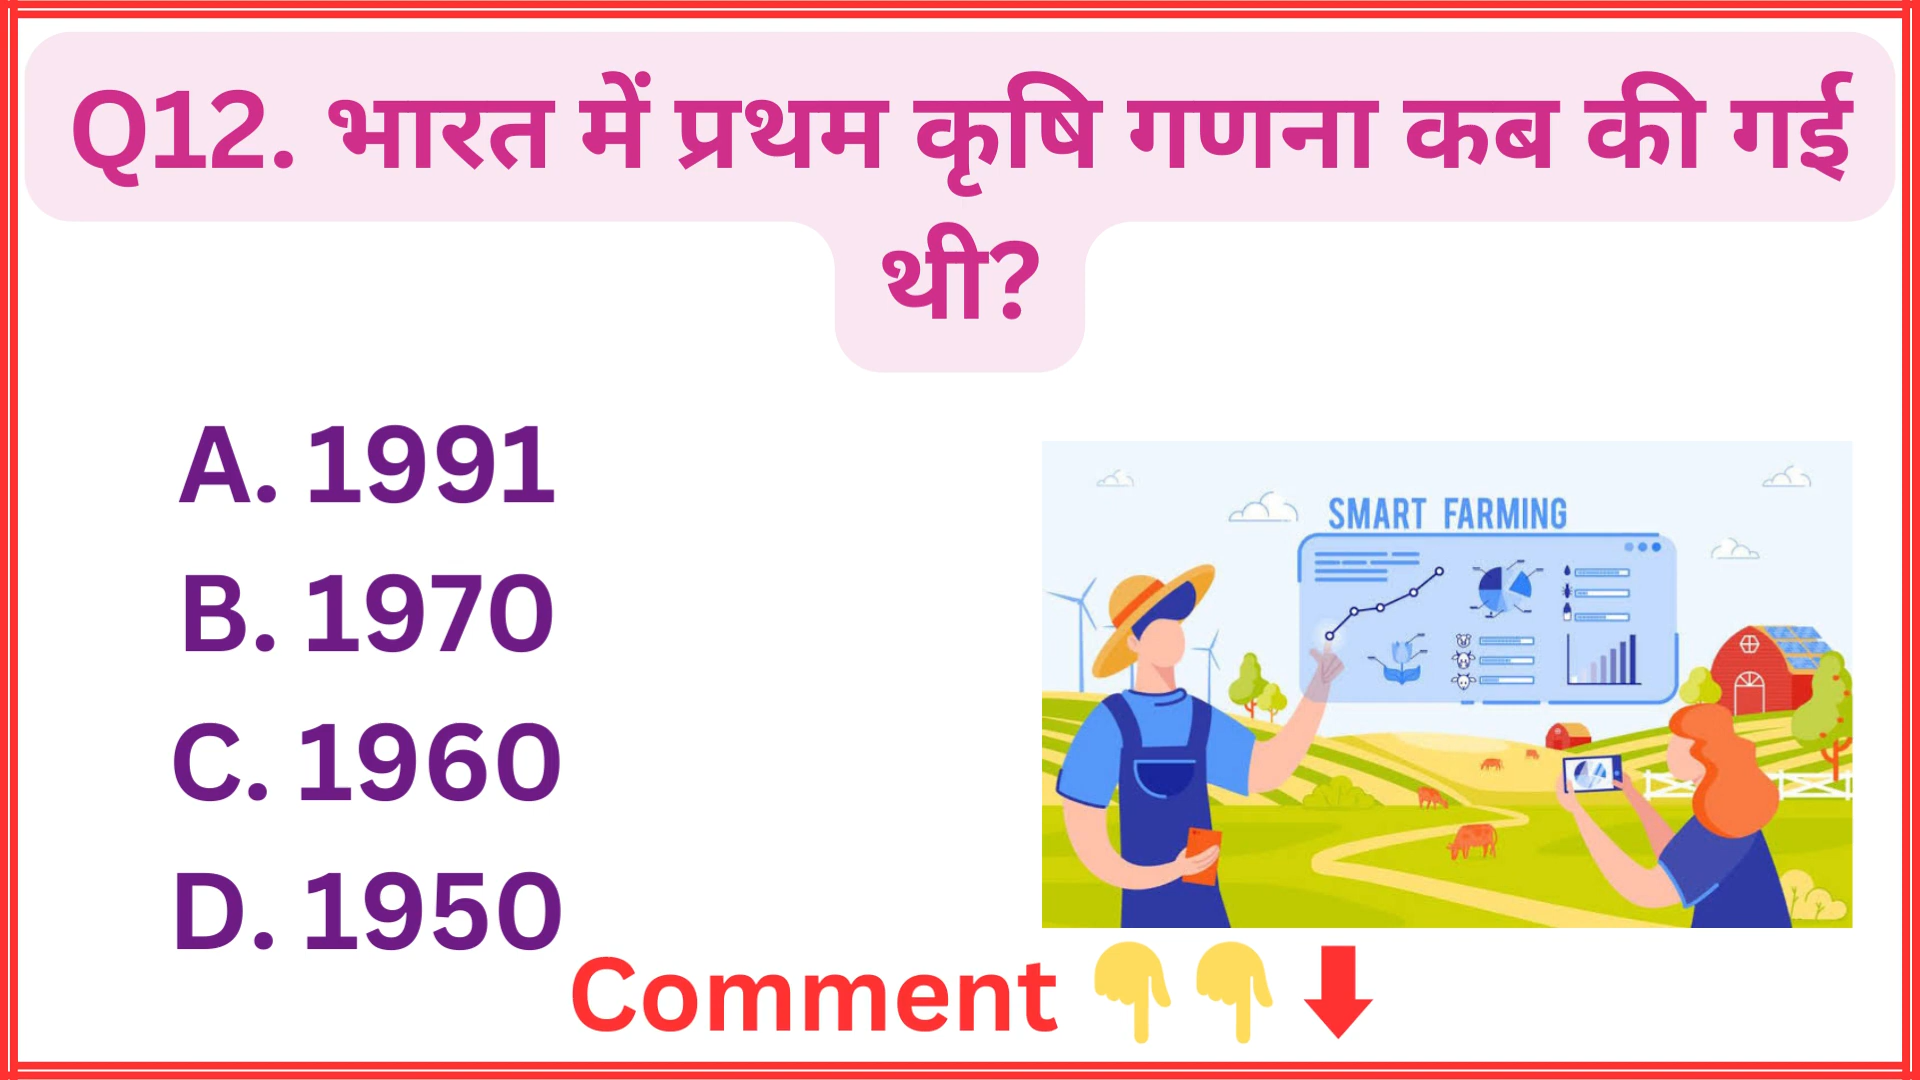 Q12. भारत में प्रथम कृषि गणना कब की गई
थी?
A. 1991
B. 1970
C. 1960
D. 1950
SMART FARMING
Comment 👇👇⬇